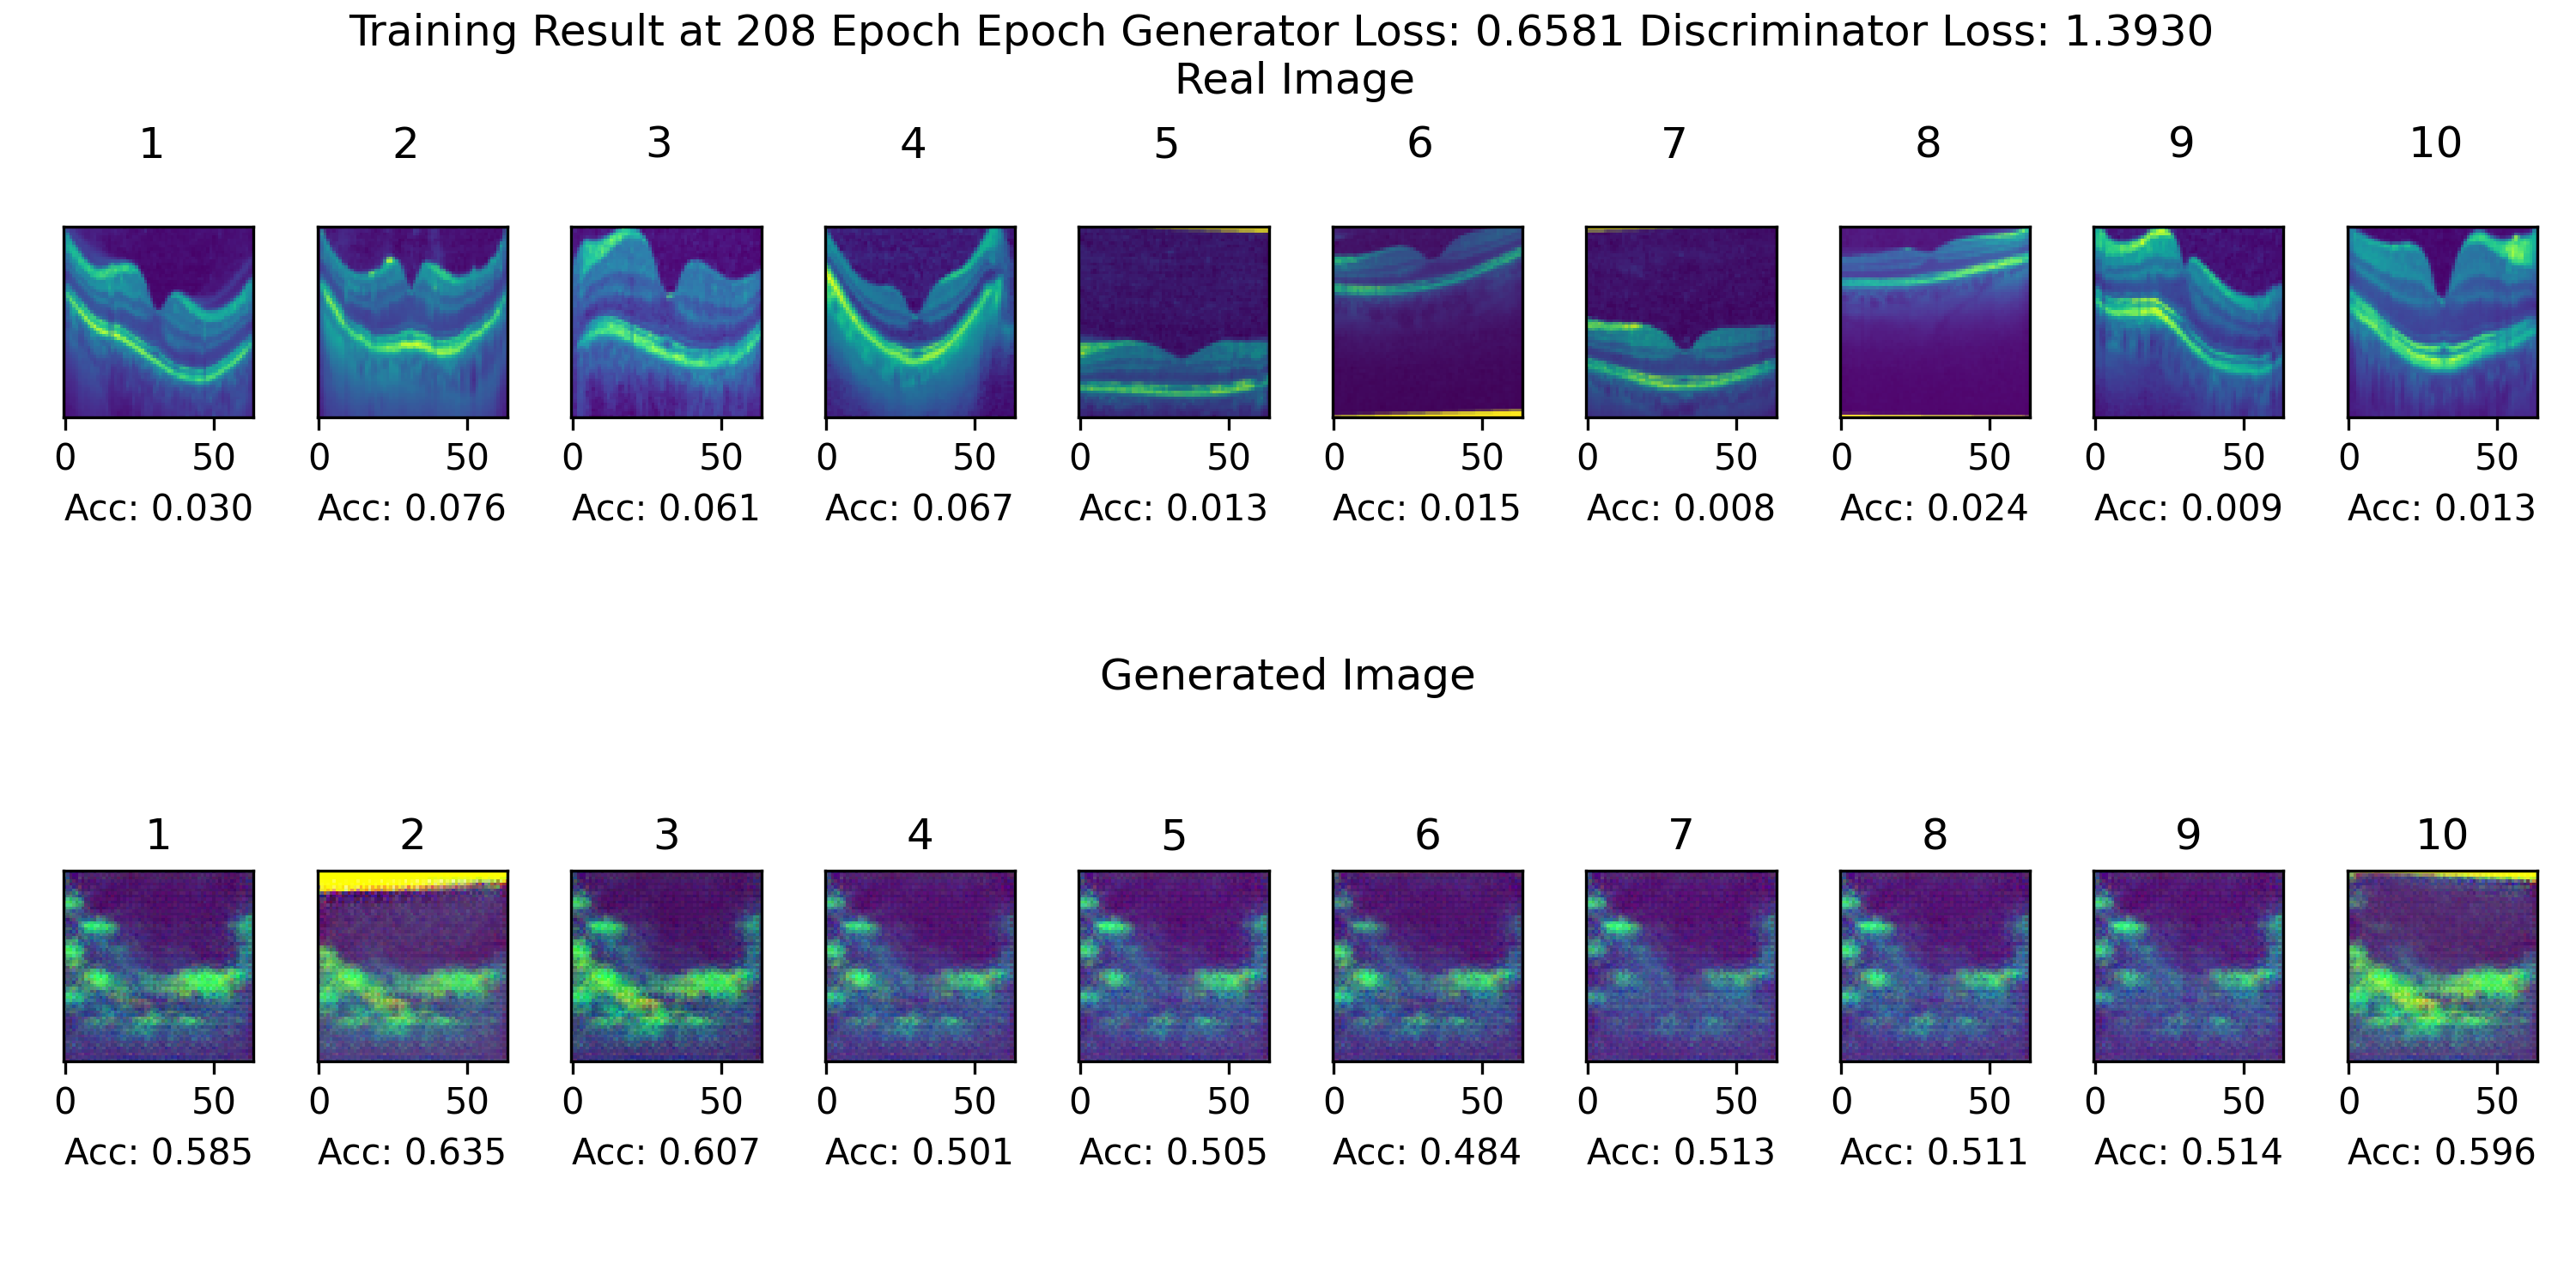 Training Result at 208 Epoch Epoch Generator Loss: 0.6581 Discriminator Loss: 1.3930
Real Image
1 2 3 4 5 6 7 8 9 10
0 50 0 50 0 50 0 50 0 50 0 50 0 50 0 50 0 50 0 50
Acc: 0.030 Acc: 0.076 Acc: 0.061 Acc: 0.067 Acc: 0.013 Acc: 0.015 Acc: 0.008 Acc: 0.024 Acc: 0.009 Acc: 0.013
Generated Image
1 2 3 4 5 6 7 8 9 10
0 50 0 50 0 50 0 50 0 50 0 50 0 50 0 50 0 50 0 50
Acc: 0.585 Acc: 0.635 Acc: 0.607 Acc: 0.501 Acc: 0.505 Acc: 0.484 Acc: 0.513 Acc: 0.511 Acc: 0.514 Acc: 0.596